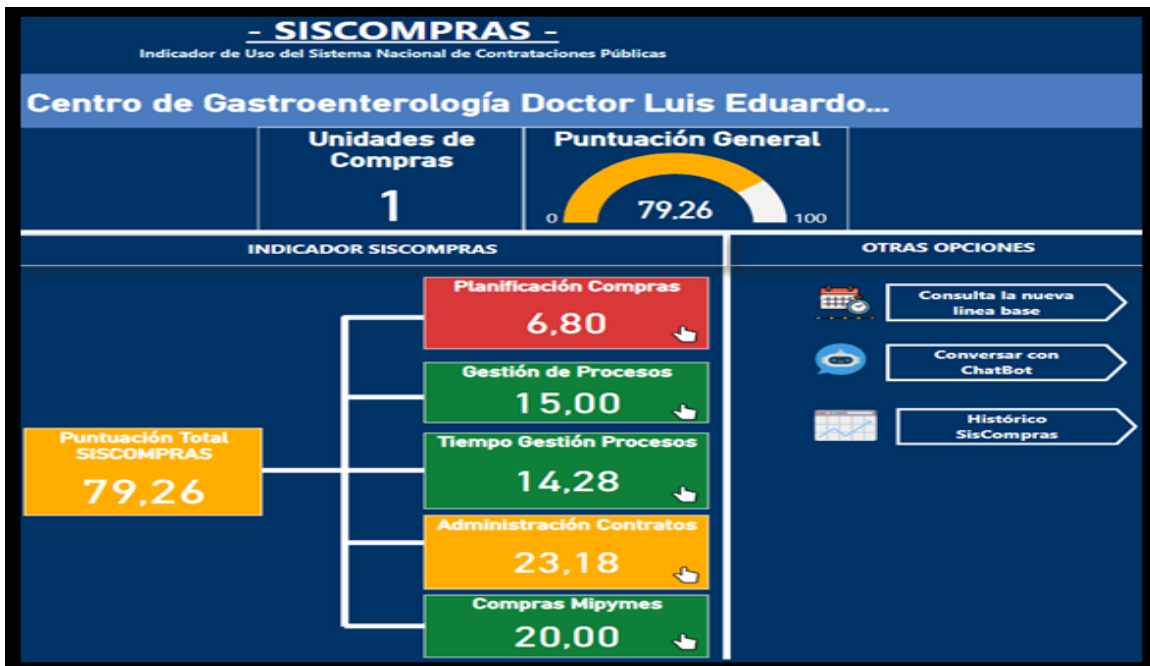 - SISCOMPRAS -
Indicador de Uso del Sistema Nacional de Contrataciones Públicas
Centro de Gastroenterología Doctor Luis Eduardo...
Unidades de
Compras
1
Puntuación General
79,26
0
100
INDICADOR SISCOMPRAS
OTRAS OPCIONES
Puntuación Total
SISCOMPRAS
79,26
Planificación Compras
6,80
Gestión de Procesos
15,00
Tiempo Gestión Procesos
14,28
Administración Contratos
23,18
Compras Mipymes
20,00
Consulta la nueva
linea base
Conversar con
ChatBot
Histórico
SisCompras